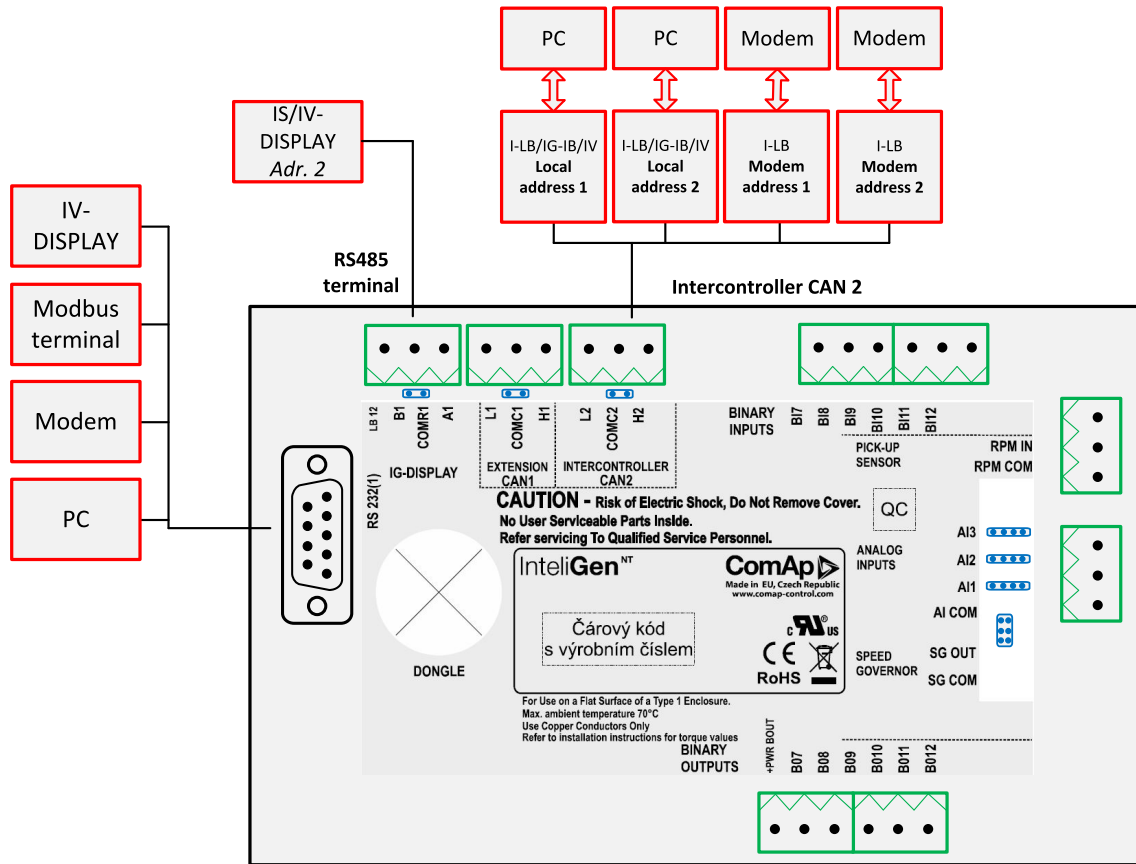 PC
PC
Modem
Modem
I-LB/IG-IB/IV
Local
address 1
I-LB/IG-IB/IV
Local
address 2
I-LB
Modem
address 1
I-LB
Modem
address 2
IS/IV-
DISPLAY
Adr. 2
IV-
DISPLAY
Modbus
terminal
Modem
PC
RS485
terminal
Intercontroller CAN 2
LB 12
B1
COMR1
A1
L1
COMC1
H1
L2
COMC2
H2
IG-DISPLAY
EXTENSION
CAN1
INTERCONTROLLER
CAN2
RS 232(1)
BINARY
INPUTS
BI7
BI8
BI9
BI10
BI11
BI12
PICK-UP
SENSOR
RPM IN
RPM COM
CAUTION - Risk of Electric Shock, Do Not Remove Cover.
No User Serviceable Parts Inside.
Refer servicing To Qualified Service Personnel.
QC
InteliGen NT
ComAp
Made in EU, Czech Republic
www.comap-control.com
Čárový kód
s výrobním číslem
C RU ® US
CE
RoHS
DONGLE
ANALOG
INPUTS
AI3
AI2
AI1
AI COM
SPEED
GOVERNOR
SG OUT
SG COM
For Use on a Flat Surface of a Type 1 Enclosure.
Max. ambient temperature 70°C
Use Copper Conductors Only
Refer to installation instructions for torque values
BINARY
OUTPUTS
+PWR BOUT
B07
B08
B09
B010
B011
B012